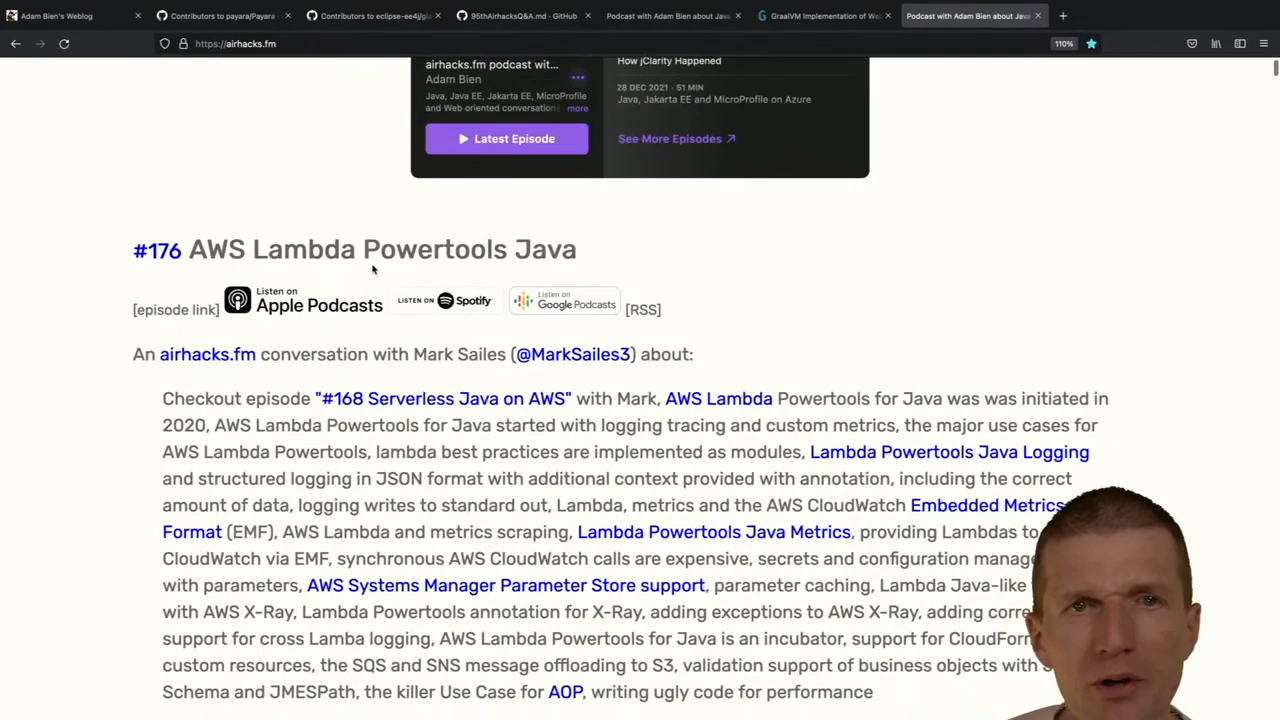 Adam Bien's Weblog
Contributors to payara/Payara ·
Contributors to eclipse-ee4j/gla
95thAirhacksQ&A.md · GitHub
Podcast with Adam Bien about Java
GraalVM Implementation of We
Podcast with Adam Bien about Java
https://airhacks.fm
110%
airhacks.fm podcast wit...
Adam Bien
Java, Java EE, Jakarta EE, MicroProfile
and Web oriented conversation more
Latest Episode
How jClarity Happened
28 DEC 2021 · 51 MIN
Java, Jakarta EE and MicroProfile on Azure
See More Episodes ↗
#176 AWS Lambda Powertools Java
[episode link] Listen on Apple Podcasts LISTEN ON Spotify Listen on Google Podcasts [RSS]
An airhacks.fm conversation with Mark Sailes (@MarkSailes3) about:
Checkout episode "#168 Serverless Java on AWS" with Mark, AWS Lambda Powertools for Java was was initiated in
2020, AWS Lambda Powertools for Java started with logging tracing and custom metrics, the major use cases for
AWS Lambda Powertools, lambda best practices are implemented as modules, Lambda Powertools Java Logging
and structured logging in JSON format with additional context provided with annotation, including the correct
amount of data, logging writes to standard out, Lambda, metrics and the AWS CloudWatch Embedded Metrics
Format (EMF), AWS Lambda and metrics scraping, Lambda Powertools Java Metrics, providing Lambdas to
CloudWatch via EMF, synchronous AWS CloudWatch calls are expensive, secrets and configuration manage
with parameters, AWS Systems Manager Parameter Store support, parameter caching, Lambda Java-like
with AWS X-Ray, Lambda Powertools annotation for X-Ray, adding exceptions to AWS X-Ray, adding corre
support for cross Lamba logging, AWS Lambda Powertools for Java is an incubator, support for CloudForm
custom resources, the SQS and SNS message offloading to S3, validation support of business objects with
Schema and JMESPath, the killer Use Case for AOP, writing ugly code for performance